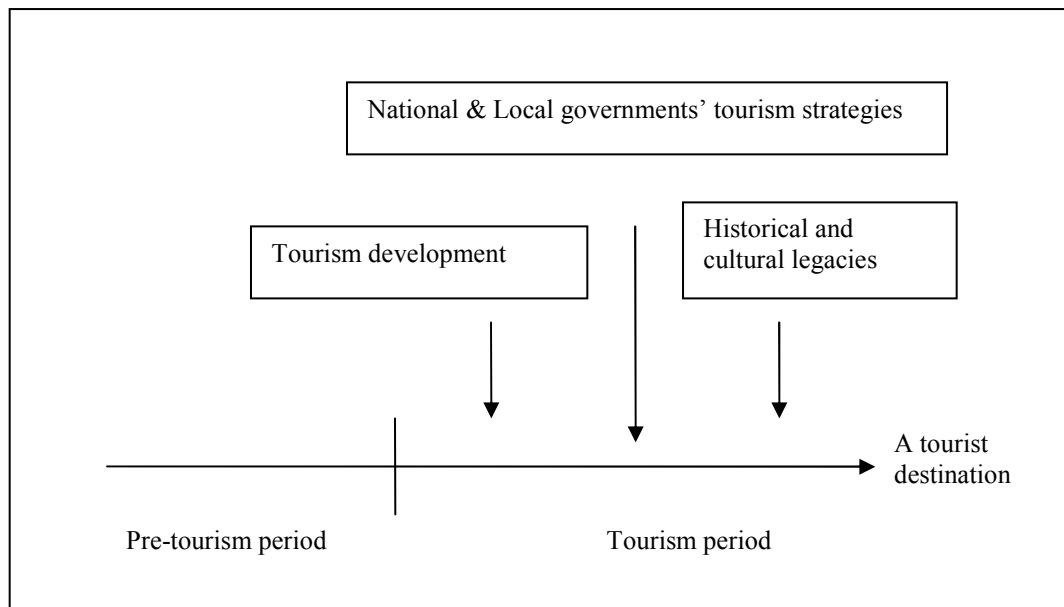 National & Local governments’ tourism strategies
Tourism development
Historical and
cultural legacies
A tourist
destination
Pre-tourism period
Tourism period